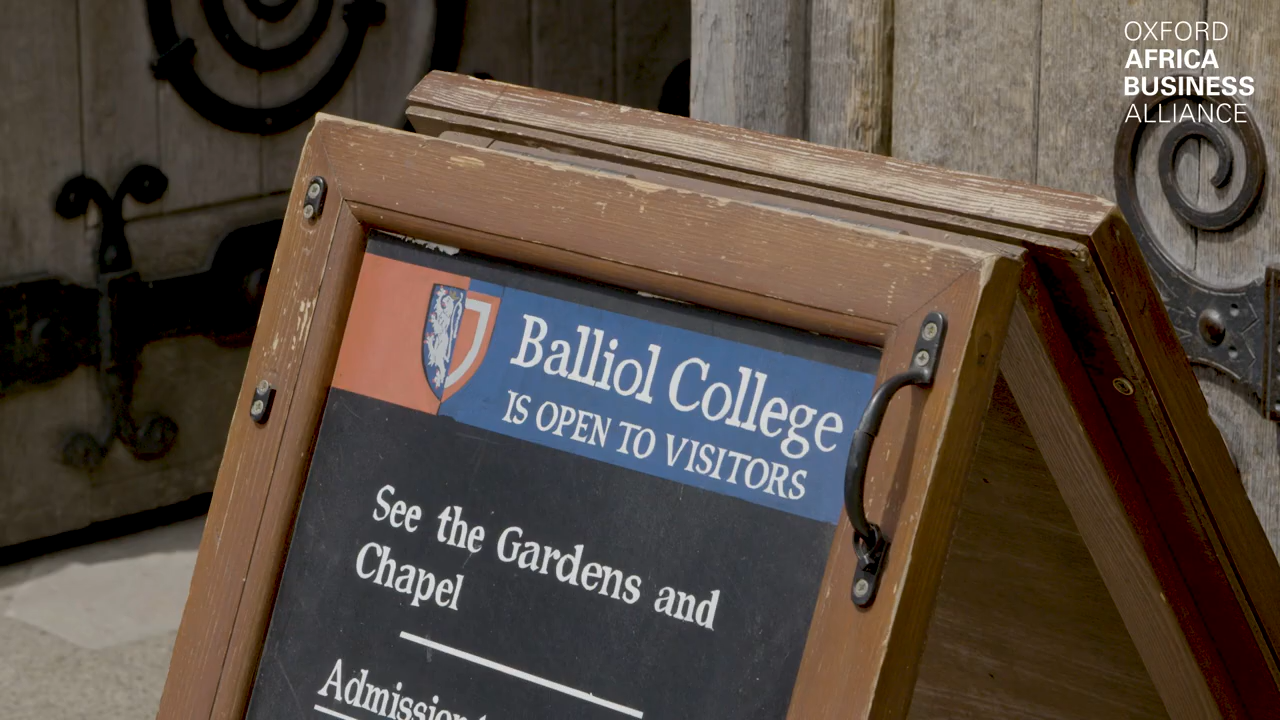 OXFORD
AFRICA
BUSINESS
ALLIANCE
Balliol College
IS OPEN TO VISITORS
See the Gardens and
Chapel
Admission